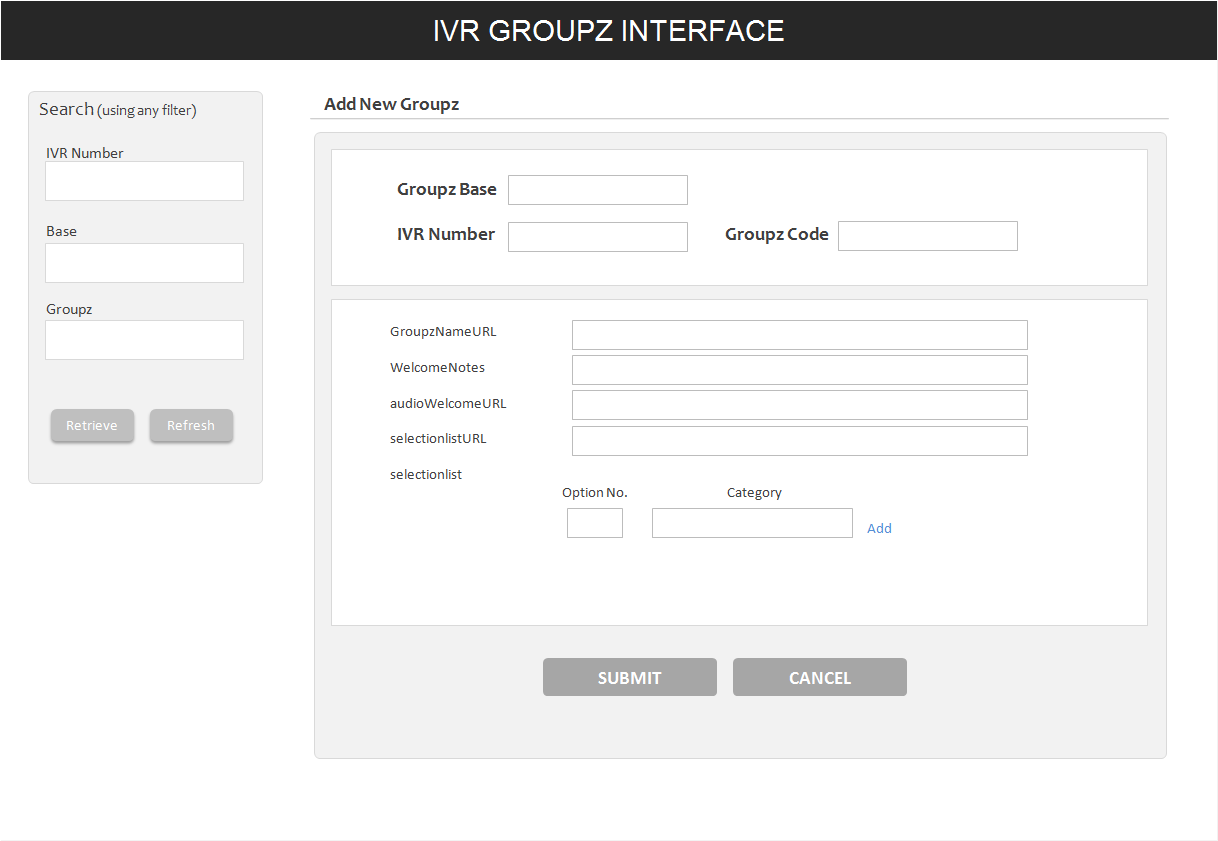 IVR GROUPZ INTERFACE
Search (using any filter)
IVR Number
Base
Groupz
Retrieve Refresh
Add New Groupz
Groupz Base
IVR Number Groupz Code
GroupzNameURL
WelcomeNotes
audioWelcomeURL
selectionlistURL
selectionlist
Option No. Category
Add
SUBMIT CANCEL